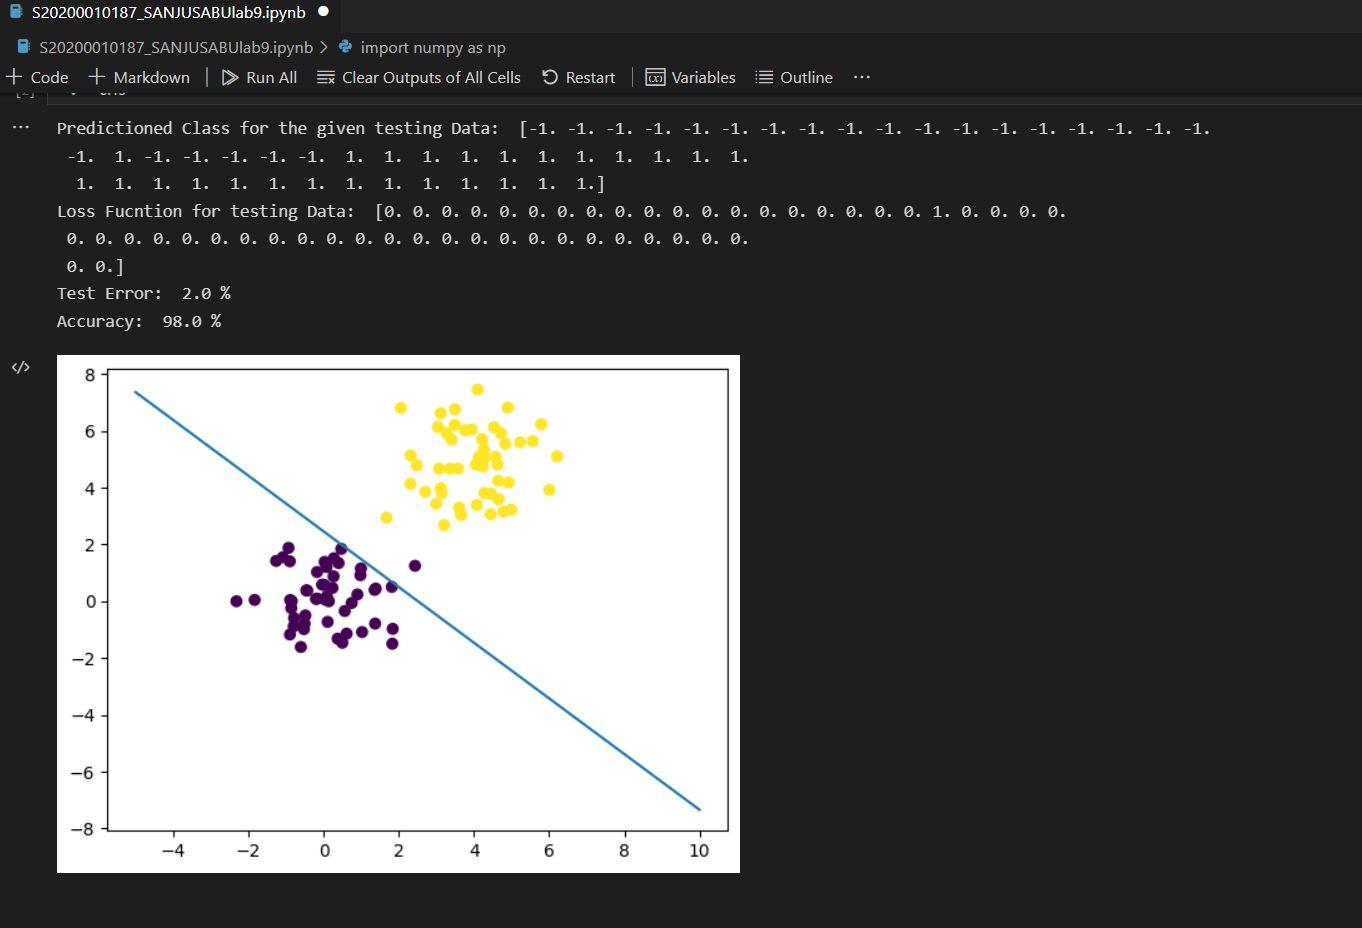 S20200010187_SANJUSABUlab9.ipynb
S20200010187_SANJUSABUlab9.ipynb > import numpy as np
+ Code + Markdown | Run All Clear Outputs of All Cells Restart | Variables Outline ...
Predictioned Class for the given testing Data:  [-1. -1. -1. -1. -1. -1. -1. -1. -1. -1. -1. -1. -1. -1. -1. -1. -1. -1.
-1.  1. -1. -1. -1. -1. -1.  1.  1.  1.  1.  1.  1.  1.  1.  1.  1.  1.
1.  1.  1.  1.  1.  1.  1.  1.  1.  1.  1.  1.  1.  1.]
Loss Fucntion for testing Data:  [0. 0. 0. 0. 0. 0. 0. 0. 0. 0. 0. 0. 0. 0. 0. 0. 0. 0. 0. 1. 0. 0. 0. 0.
0. 0. 0. 0. 0. 0. 0. 0. 0. 0. 0. 0. 0. 0. 0. 0. 0. 0. 0. 0. 0. 0. 0. 0.
0. 0.]
Test Error:  2.0 %
Accuracy:  98.0 %
8
6
4
2
0
−2
−4
−6
−8
−4 −2 0 2 4 6 8 10